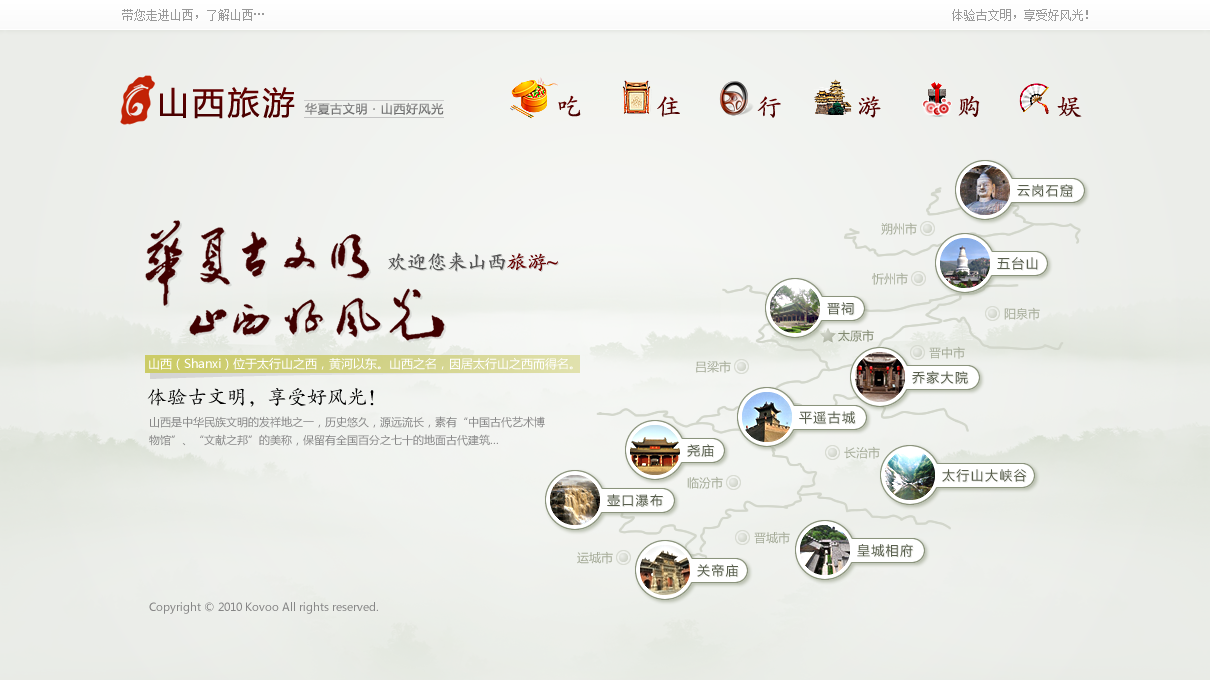 带您走进山西，了解山西…
体验古文明，享受好风光！
山西旅游
华夏古文明 · 山西好风光
吃
住
行
游
购
娱
云岗石窟
朔州市
華夏古文明
欢迎您来山西旅游~
五台山
忻州市
山西好风光
晋祠
阳泉市
太原市
晋中市
山西（Shanxi）位于太行山之西，黄河以东。山西之名，因居太行山之西而得名。
吕梁市
乔家大院
体验古文明，享受好风光！
平遥古城
山西是中华民族文明的发祥地之一，历史悠久，源远流长，素有“中国古代艺术博
物馆”、“文献之邦”的美称，保留有全国百分之七十的地面古代建筑...
尧庙
长治市
太行山大峡谷
临汾市
壶口瀑布
晋城市
皇城相府
运城市
关帝庙
Copyright © 2010 Kovoo All rights reserved.